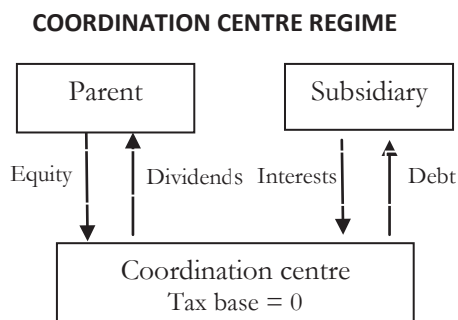 COORDINATION CENTRE REGIME
Parent
Subsidiary
Equity
Dividends
Interests
Debt
Coordination centre
Tax base = 0